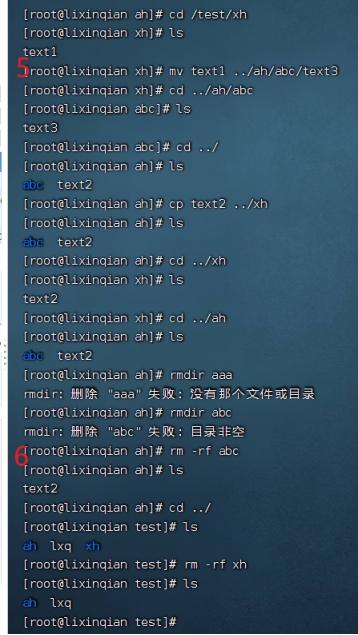 [root@lixinqian ah]# cd /test/xh
[root@lixinqian xh]# ls
text1
5
[root@lixinqian xh]# mv text1 ../ah/abc/text3
[root@lixinqian xh]# cd ../ah/abc
[root@lixinqian abc]# ls
text3
[root@lixinqian abc]# cd ../
[root@lixinqian ah]# ls
abc  text2
[root@lixinqian ah]# cp text2 ../xh
[root@lixinqian ah]# ls
abc  text2
[root@lixinqian ah]# cd ../xh
[root@lixinqian xh]# ls
text2
[root@lixinqian xh]# cd ../ah
[root@lixinqian ah]# ls
abc  text2
[root@lixinqian ah]# rmdir aaa
rmdir: 删除 "aaa" 失败: 没有那个文件或目录
[root@lixinqian ah]# rmdir abc
rmdir: 删除 "abc" 失败: 目录非空
6
[root@lixinqian ah]# rm -rf abc
[root@lixinqian ah]# ls
text2
[root@lixinqian ah]# cd ../
[root@lixinqian test]# ls
ah  lxq  xh
[root@lixinqian test]# rm -rf xh
[root@lixinqian test]# ls
ah  lxq
[root@lixinqian test]#